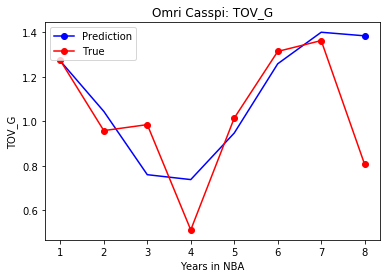 Omri Casspi: TOV_G
Prediction
True
1.4
1.2
1.0
0.8
0.6
TOV_G
1 2 3 4 5 6 7 8
Years in NBA